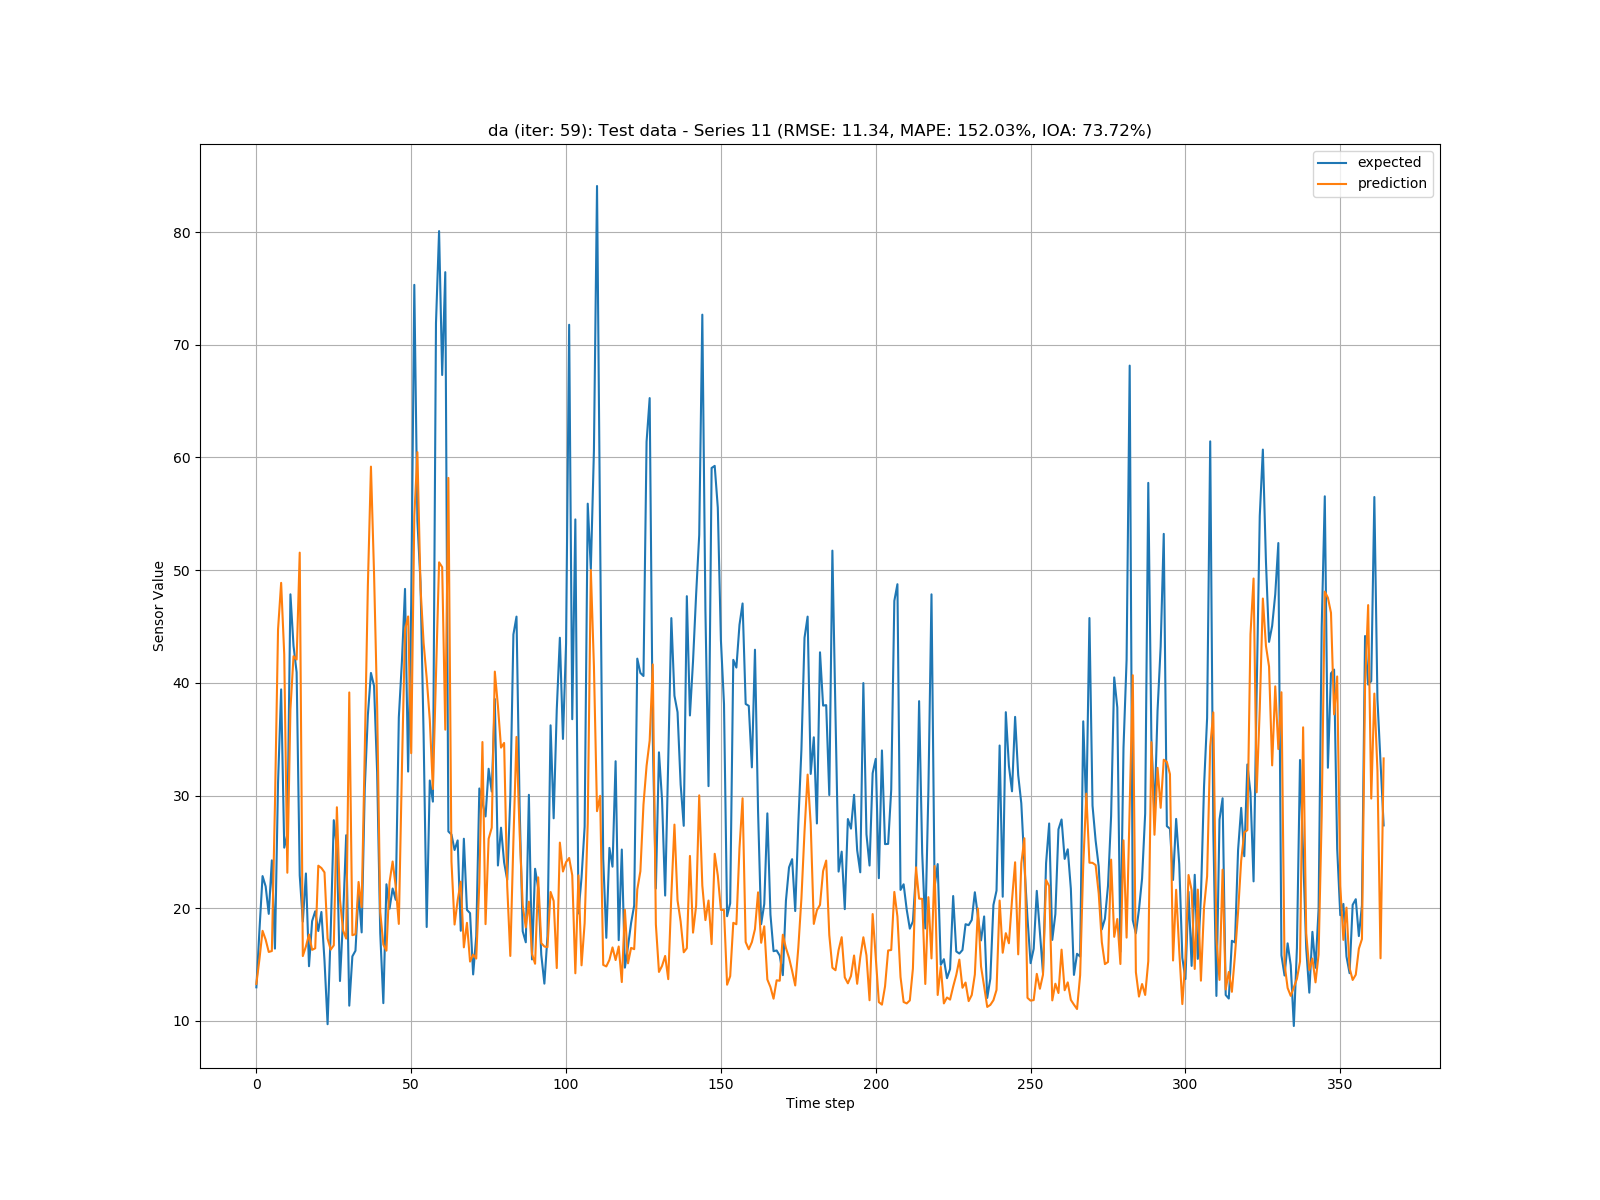 da (iter: 59): Test data - Series 11 (RMSE: 11.34, MAPE: 152.03%, IOA: 73.72%)
expected
prediction
Sensor Value
80
70
60
50
40
30
20
10
0 50 100 150 200 250 300 350
Time step